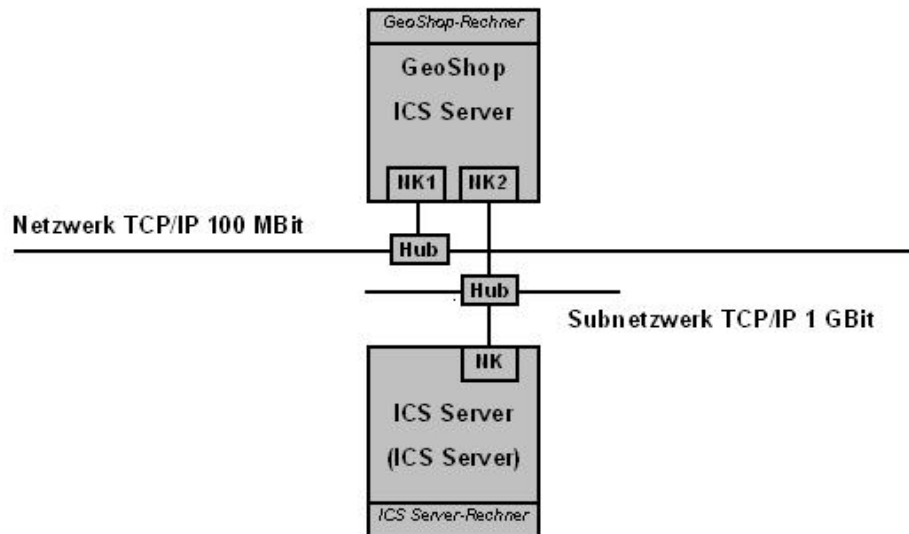 GeoShop-Rechner
GeoShop
ICS Server
NK1 NK2
Netzwerk TCP/IP 100 MBit
Hub
Hub
Subnetzwerk TCP/IP 1 GBit
NK
ICS Server
(ICS Server)
ICS Server-Rechner